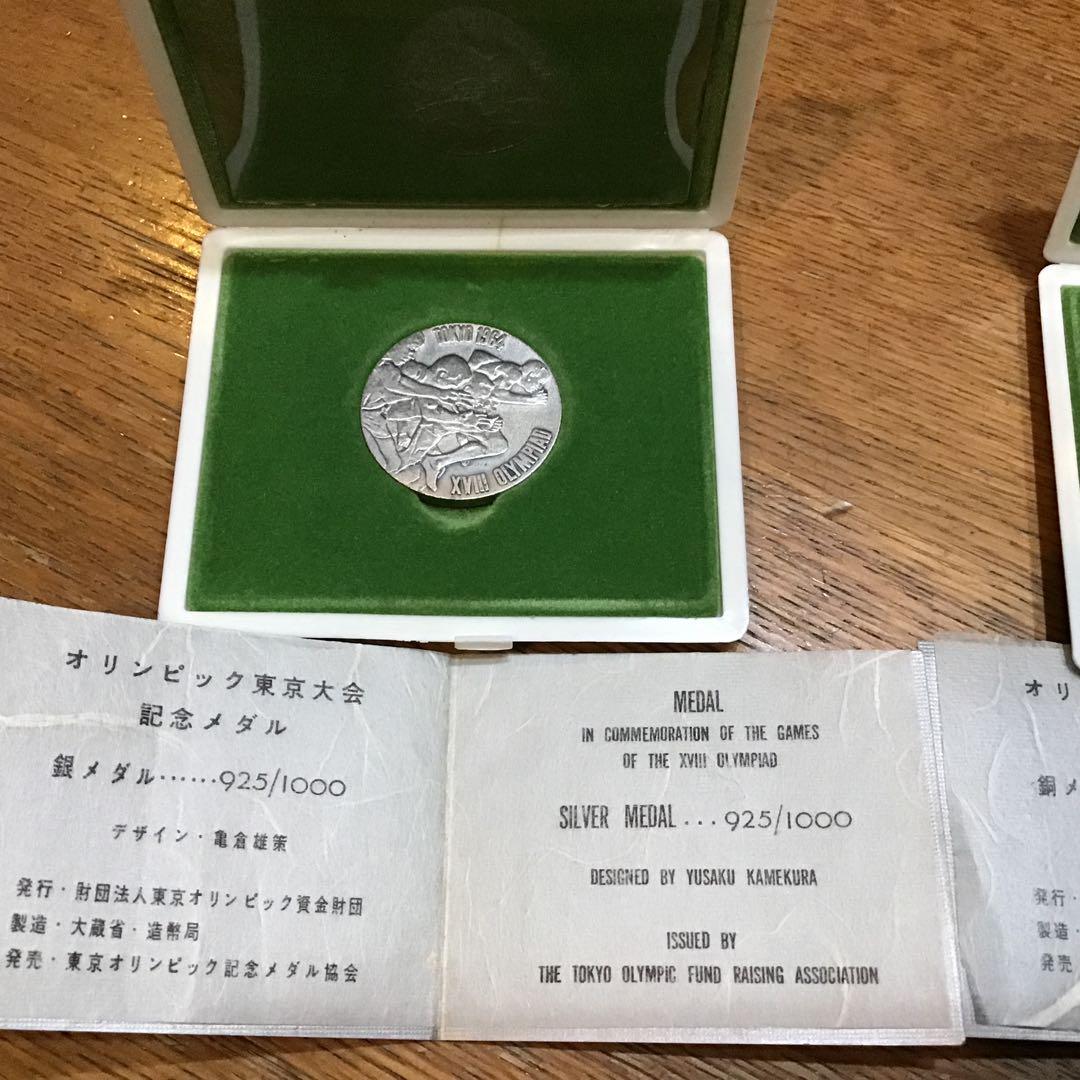 TOKYO 1964
XVIII OLYMPIAD
オリンピック東京大会
記念メダル
銀メダル……925/1000
デザイン・亀倉雄策
発行・財団法人東京オリンピック資金財団
製造・大蔵省・造幣局
発売・東京オリンピック記念メダル協会
MEDAL
IN COMMEMORATION OF THE GAMES
OF THE XVIII OLYMPIAD
SILVER MEDAL...925/1000
DESIGNED BY YUSAKU KAMEKURA
ISSUED BY
THE TOKYO OLYMPIC FUND RAISING ASSOCIATION
オリ
銅メ
発行・
製造・
発売